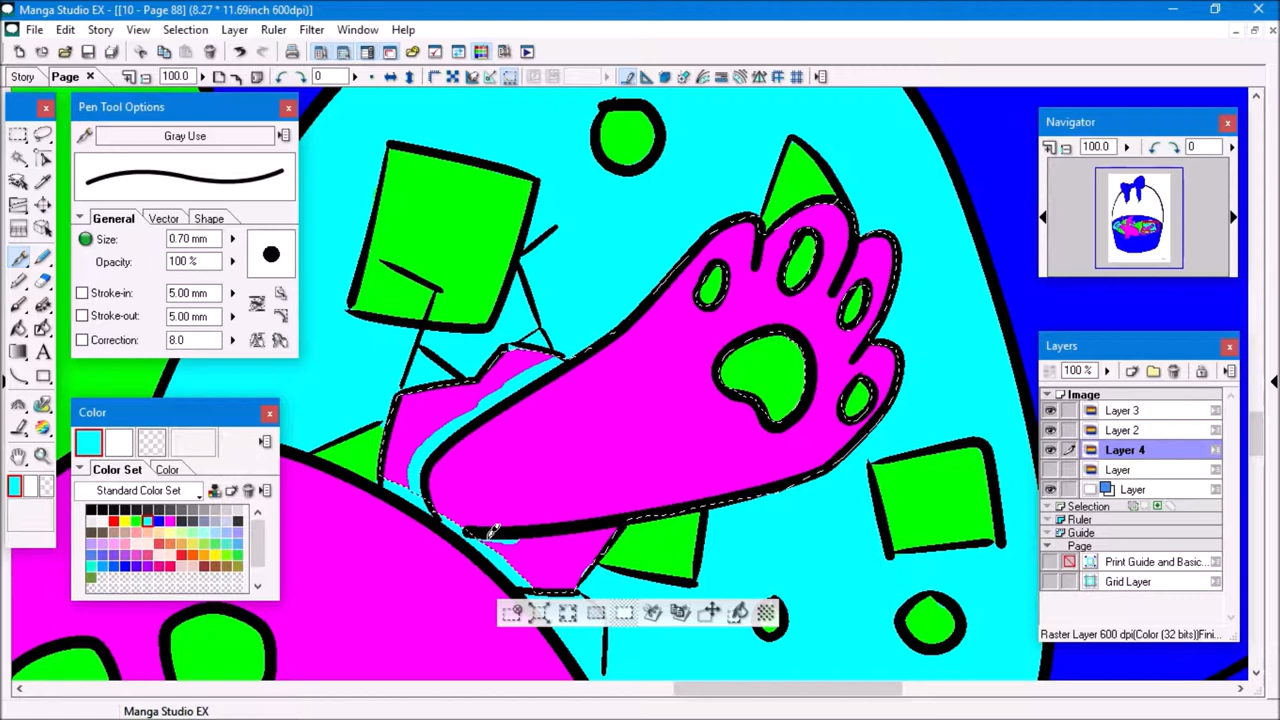 Manga Studio EX - [[10 - Page 88] (8.27 * 11.69inch 600dpi)]
File Edit Story View Selection Layer Ruler Filter Window Help
Story Page 100.0 0
Pen Tool Options
Gray Use
General Vector Shape
Size: 0.70 mm
Opacity: 100 %
Stroke-in: 5.00 mm
Stroke-out: 5.00 mm
Correction: 8.0
Color
Color Set Color
Standard Color Set
Navigator
100.0 0
Layers
100 %
Image
Layer 3
Layer 2
Layer 4
Layer
Layer
Selection
Ruler
Guide
Page
Print Guide and Basic...
Grid Layer
Raster Layer 600 dpi(Color (32 bits))Fini...
Manga Studio EX